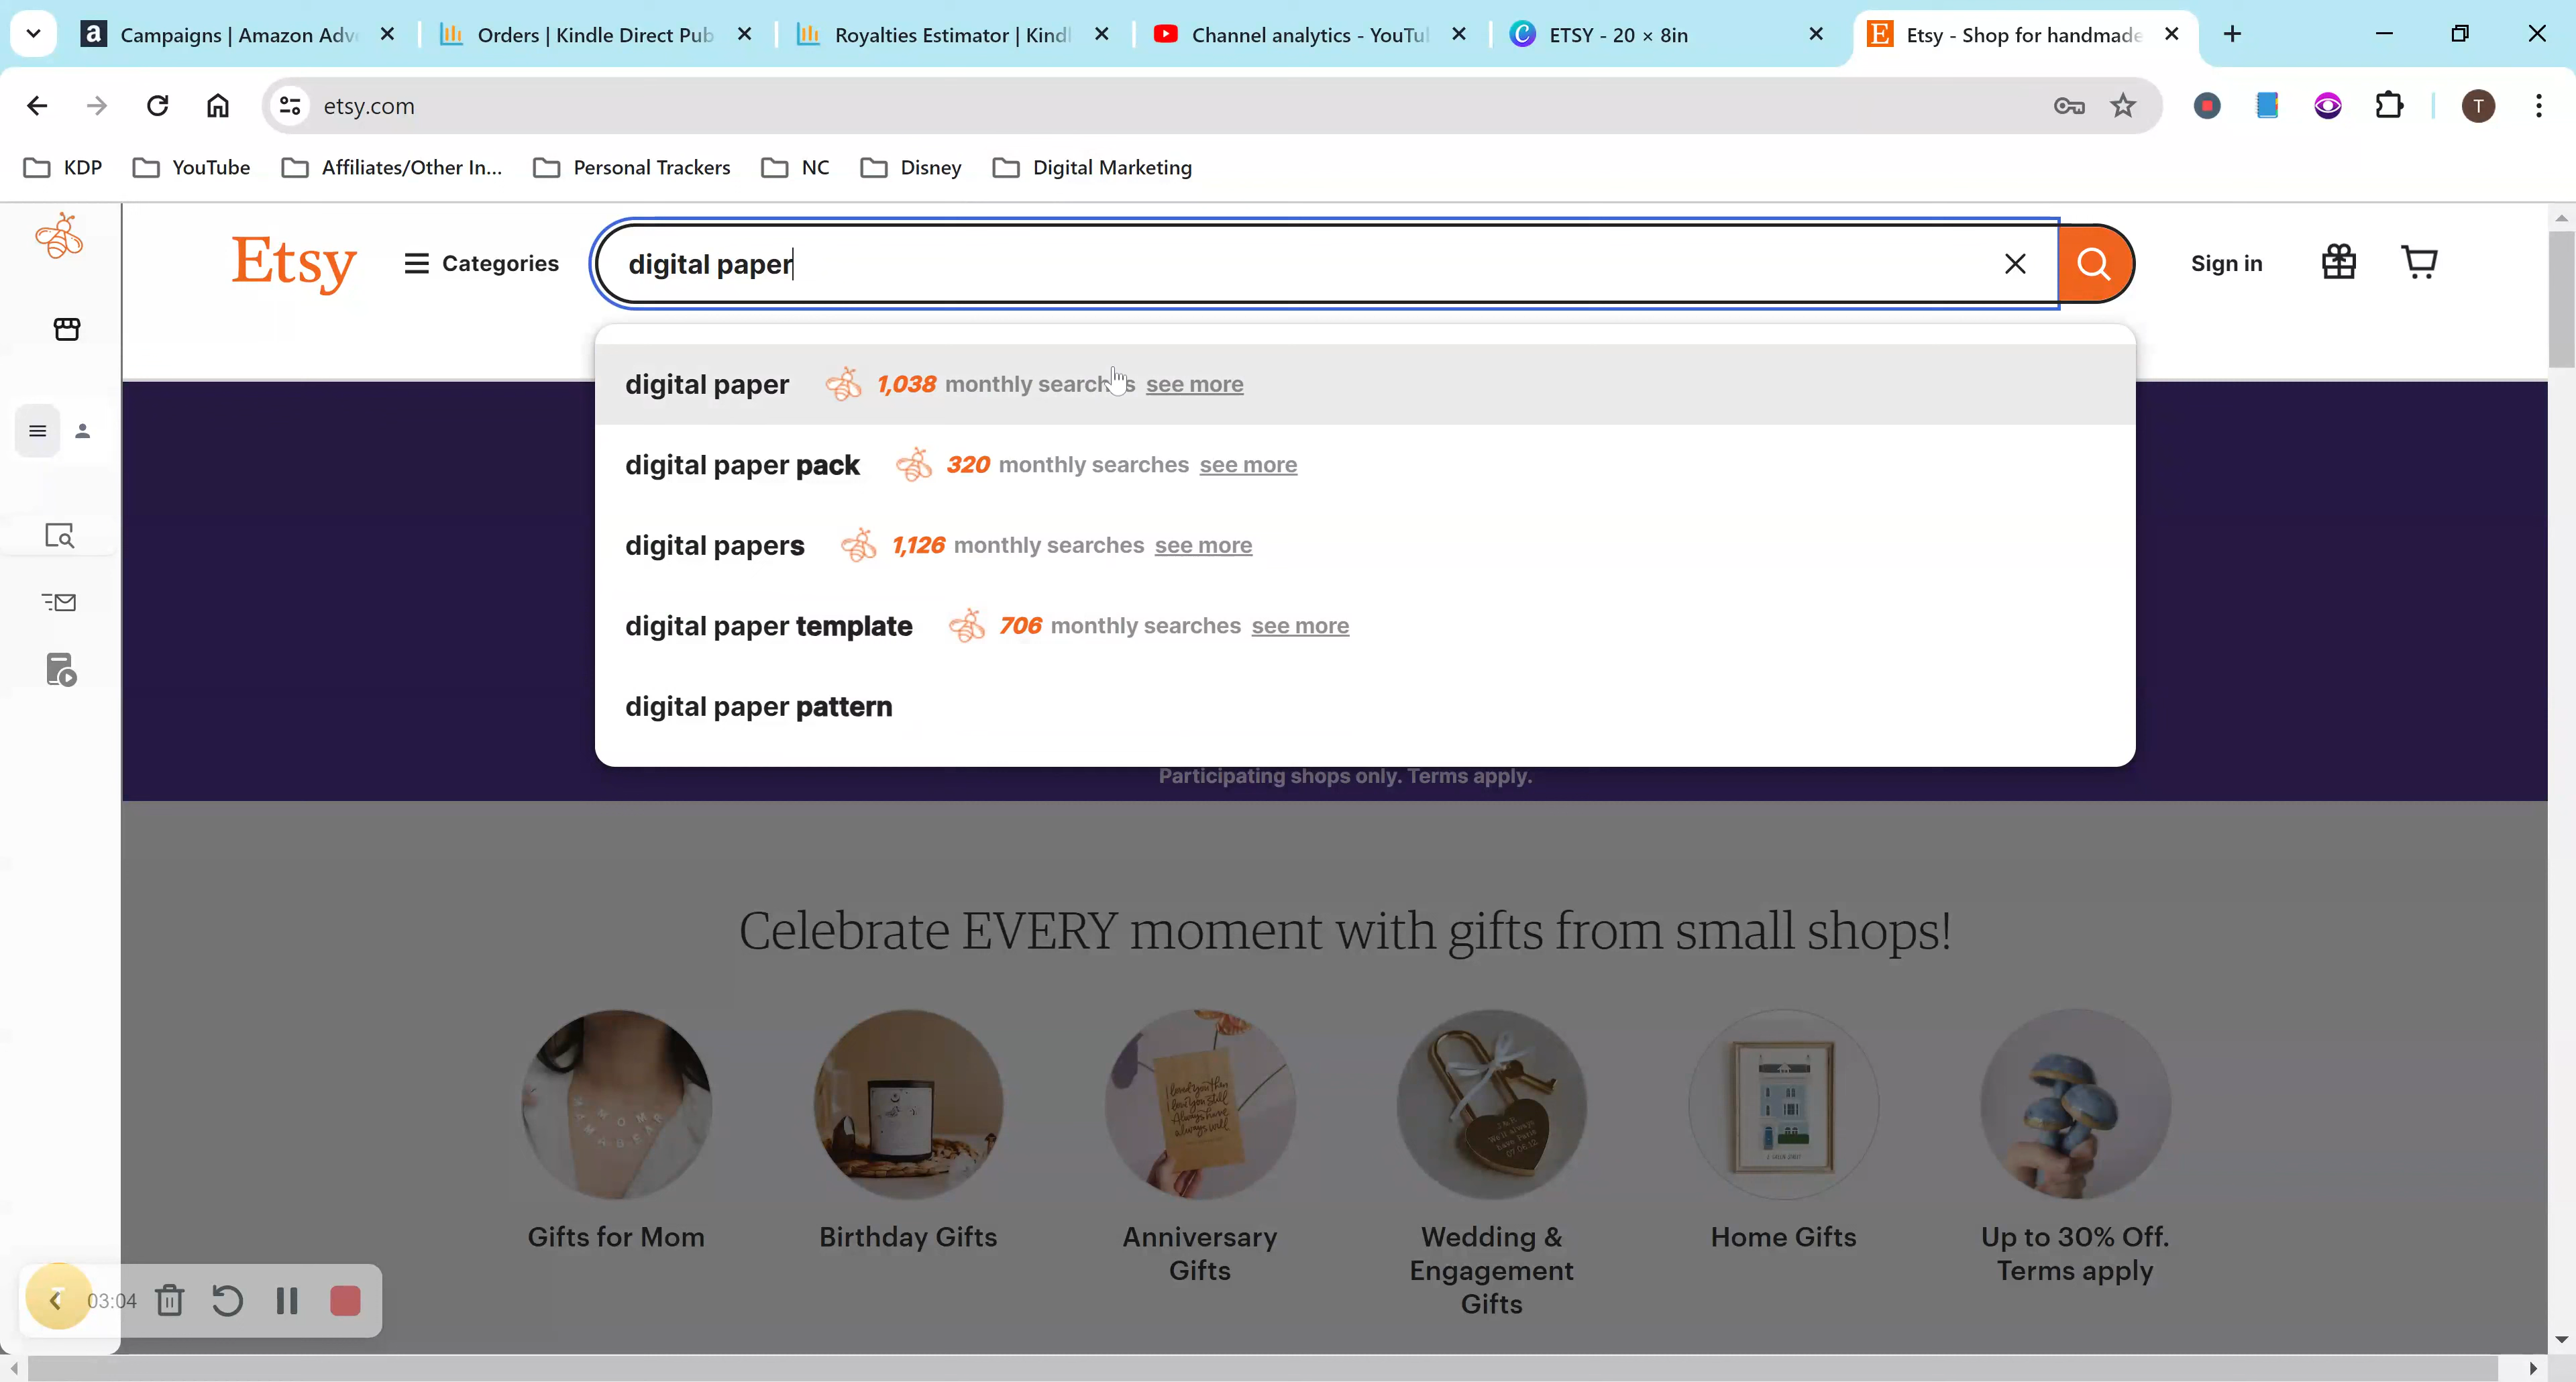 Campaigns | Amazon Adv
Orders | Kindle Direct Pub
Royalties Estimator | Kindl
Channel analytics - YouTu
ETSY - 20 × 8in
Etsy - Shop for handmade
etsy.com
T
KDP
YouTube
Affiliates/Other In...
Personal Trackers
NC
Disney
Digital Marketing
Etsy
Categories
digital paper
Sign in
digital paper 1,038 monthly searches see more
digital paper pack 320 monthly searches see more
digital papers 1,126 monthly searches see more
digital paper template 706 monthly searches see more
digital paper pattern
Participating shops only. Terms apply.
Celebrate EVERY moment with gifts from small shops!
Gifts for Mom
Birthday Gifts
Anniversary
Gifts
Wedding &
Engagement
Gifts
Home Gifts
Up to 30% Off.
Terms apply
03:04